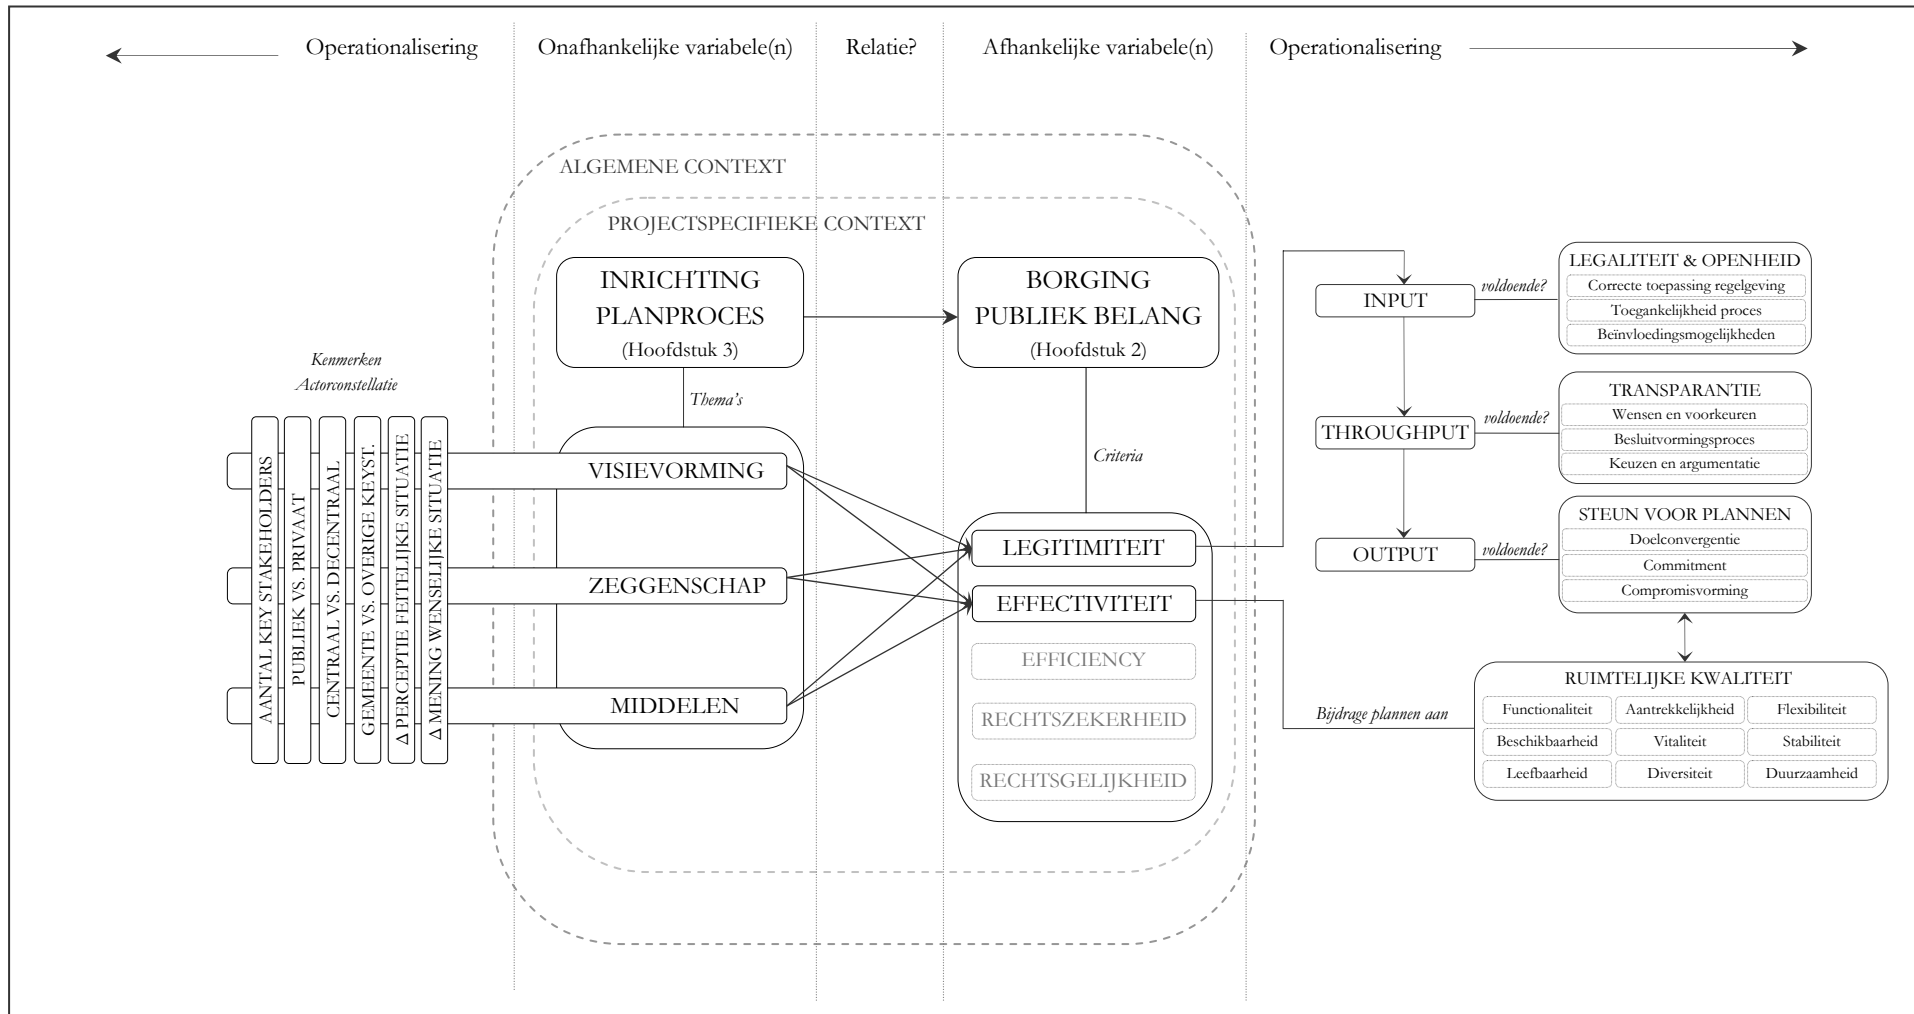 Operationalisering
Onafhankelijke variabele(n)
Relatie?
Afhankelijke variabele(n)
Operationalisering
ALGEMENE CONTEXT
PROJECTSPECIFIEKE CONTEXT
INRICHTING
PLANPROCES
(Hoofdstuk 3)
BORGING
PUBLIEK BELANG
(Hoofdstuk 2)
Kenmerken
Actorconstellatie
Thema's
Criteria
AANTAL KEY STAKEHOLDERS
PUBLIEK VS. PRIVAAT
CENTRAAL VS. DECENTRAAL
GEMEENTE VS. OVERIGE KEYST.
Δ PERCEPTIE FEITELIJKE SITUATIE
Δ MENING WENSELIJKE SITUATIE
VISIEVORMING
ZEGGENSCHAP
MIDDELEN
LEGITIMITEIT
EFFECTIVITEIT
EFFICIENCY
RECHTSZEKERHEID
RECHTSGELIJKHEID
INPUT
voldoende?
LEGALITEIT & OPENHEID
Correcte toepassing regelgeving
Toegankelijkheid proces
Beïnvloedingsmogelijkheden
THROUGHPUT
voldoende?
TRANSPARANTIE
Wensen en voorkeuren
Besluitvormingsproces
Keuzen en argumentatie
OUTPUT
voldoende?
STEUN VOOR PLANNEN
Doelconvergentie
Commitment
Compromisvorming
Bijdrage plannen aan
RUIMTELIJKE KWALITEIT
Functionaliteit
Aantrekkelijkheid
Flexibiliteit
Beschikbaarheid
Vitaliteit
Stabiliteit
Leefbaarheid
Diversiteit
Duurzaamheid